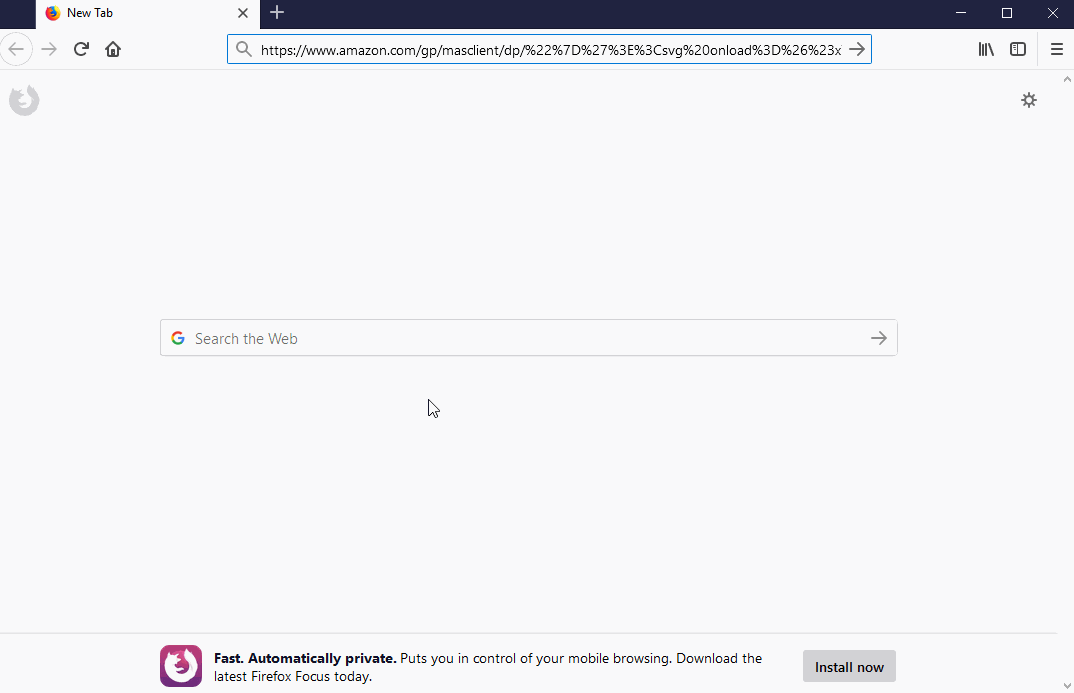 New Tab
https://www.amazon.com/gp/masclient/dp/%22%7D%27%3E%3Csvg%20onload%3D%26%23x
Search the Web
Fast. Automatically private. Puts you in control of your mobile browsing. Download the
latest Firefox Focus today.
Install now